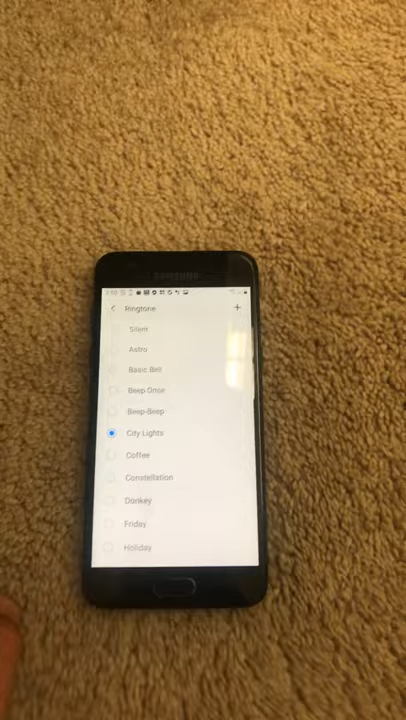 SAMSUNG
Ringtone
Silent
Astro
Basic Bell
Beep Once
Beep-Beep
City Lights
Coffee
Constellation
Donkey
Friday
Holiday